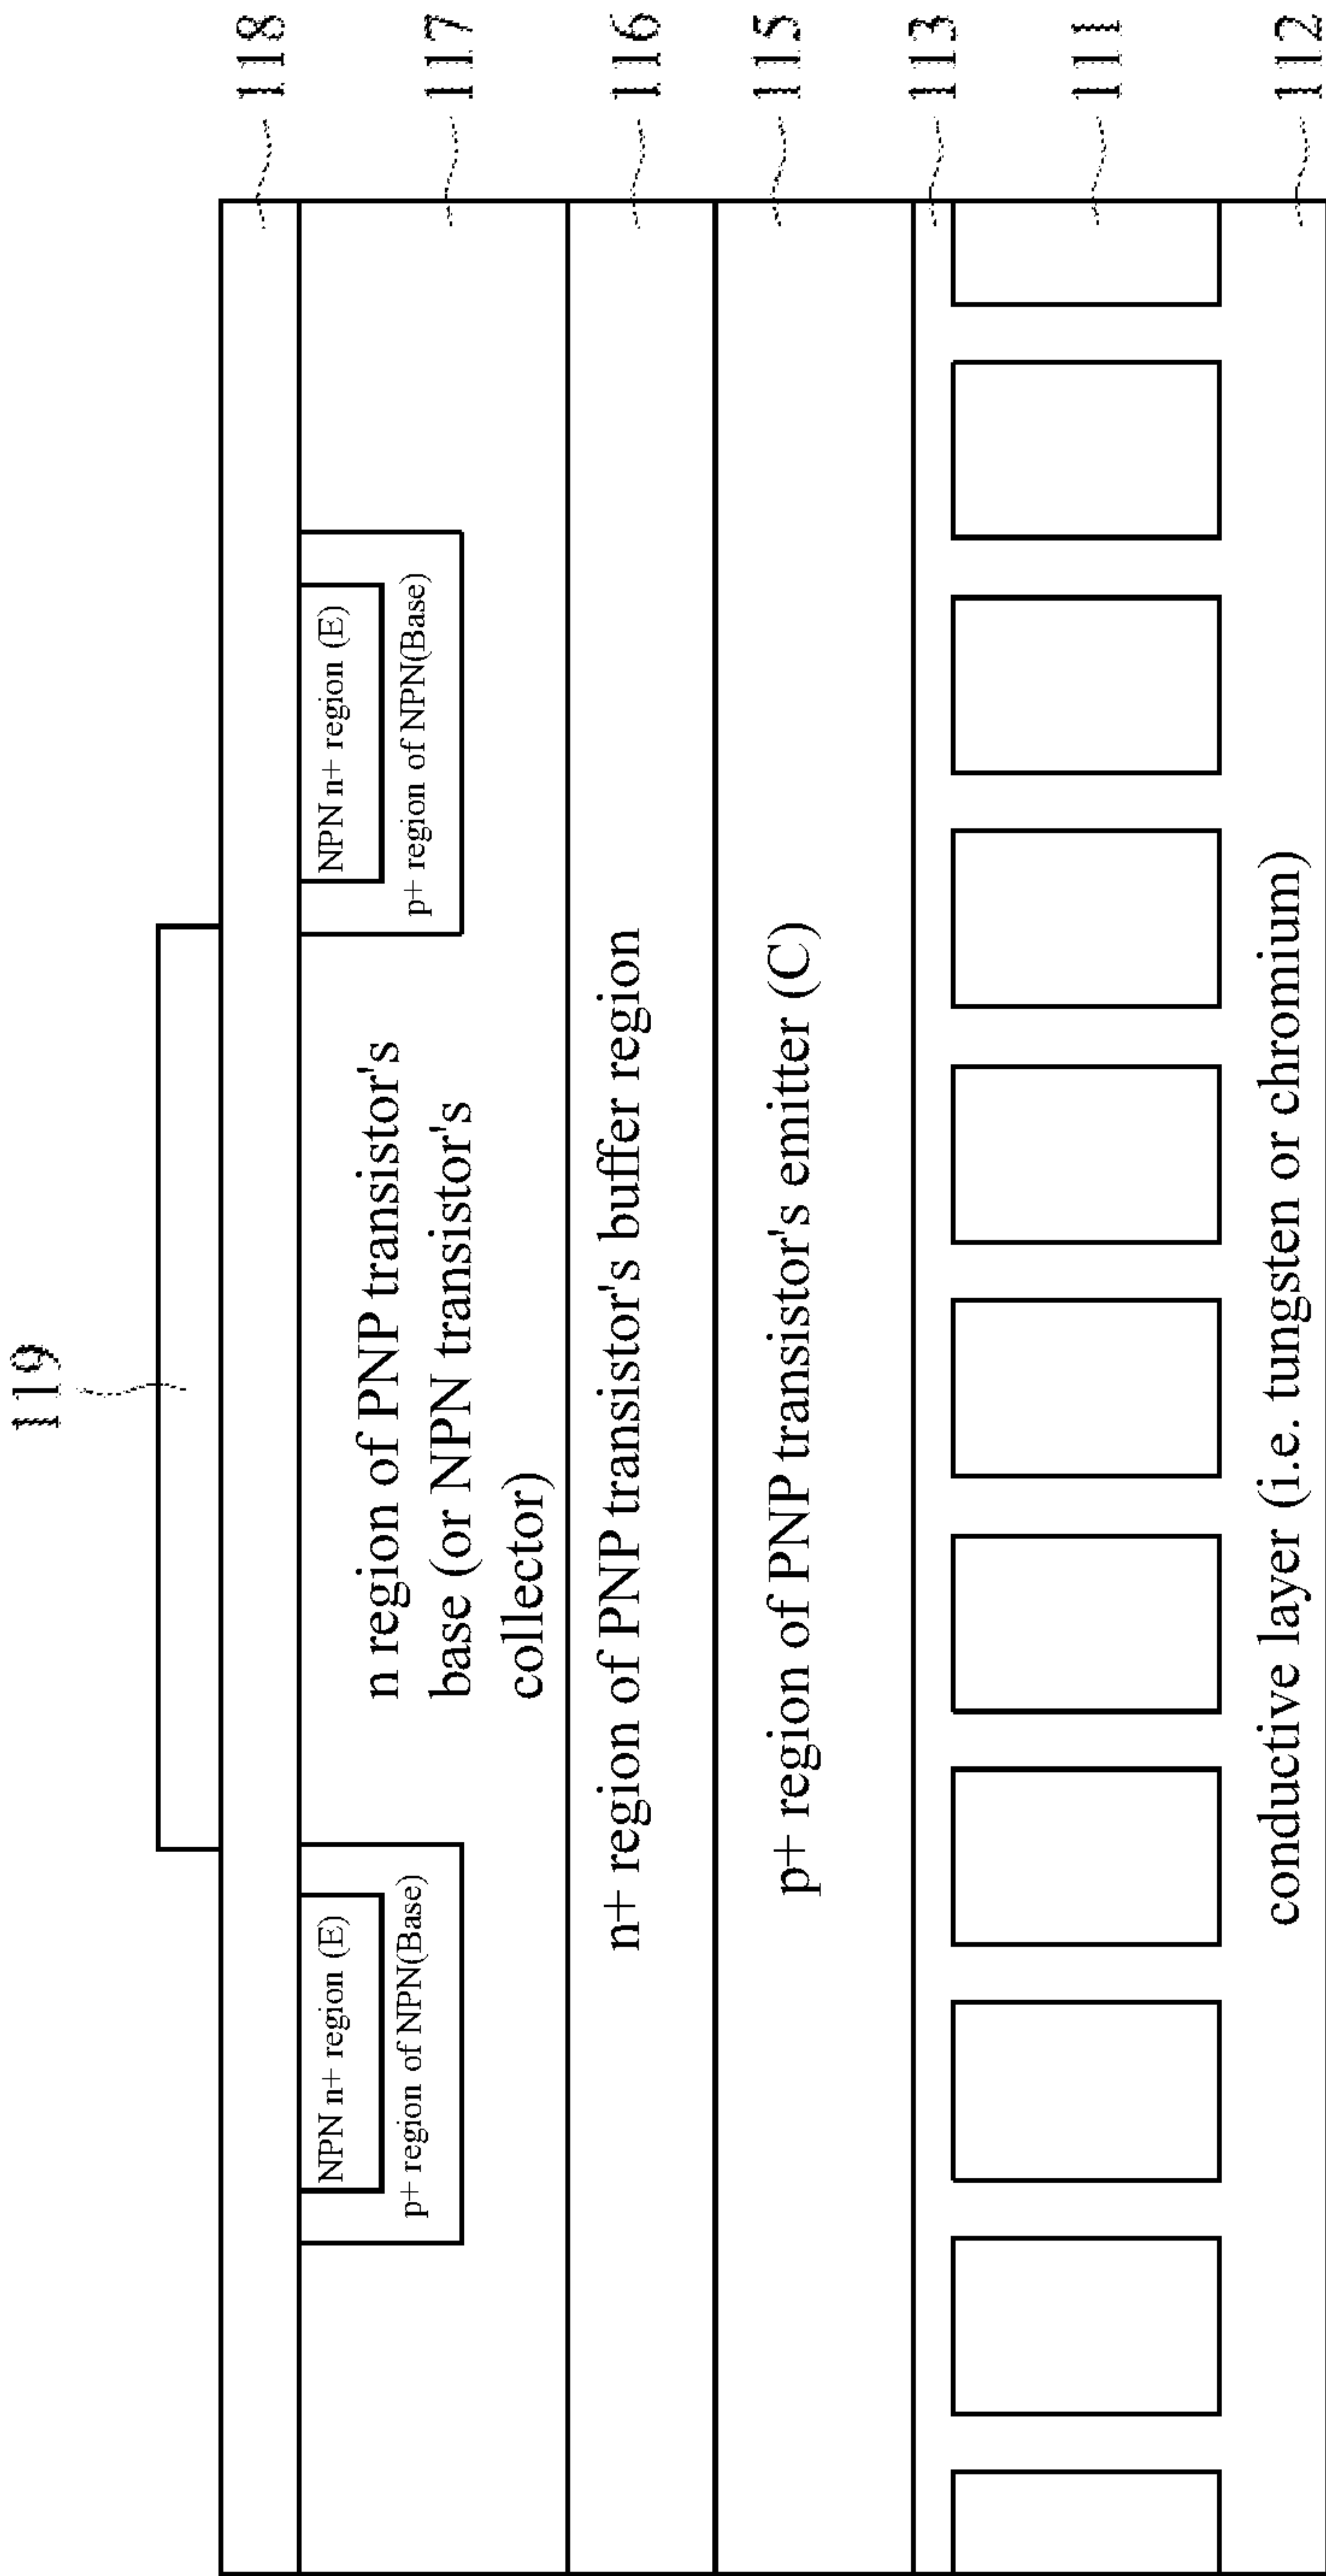 119
118
NPN n+ region (E)
p+ region of NPN(Base)
NPN n+ region (E)
p+ region of NPN(Base)
n region of PNP transistor's
base (or NPN transistor's
collector)
117
n+ region of PNP transistor's buffer region
116
p+ region of PNP transistor's emitter (C)
115
113
111
conductive layer (i.e. tungsten or chromium)
112